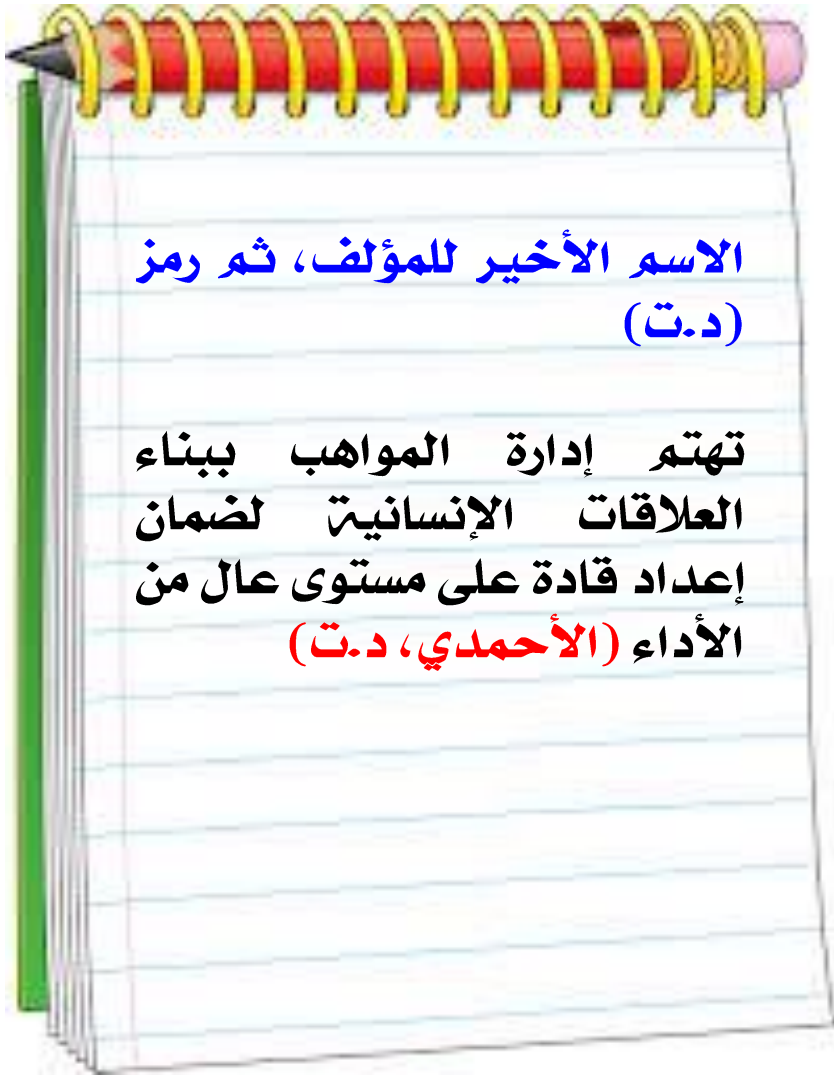 الاسم الأخير للمؤلف، ثم رمز
(د.ت)
تهتم إدارة المواهب ببناء
العلاقات الإنسانية لضمان
إعداد قادة على مستوى عال من
الأداء (الأحمدي، د.ت)